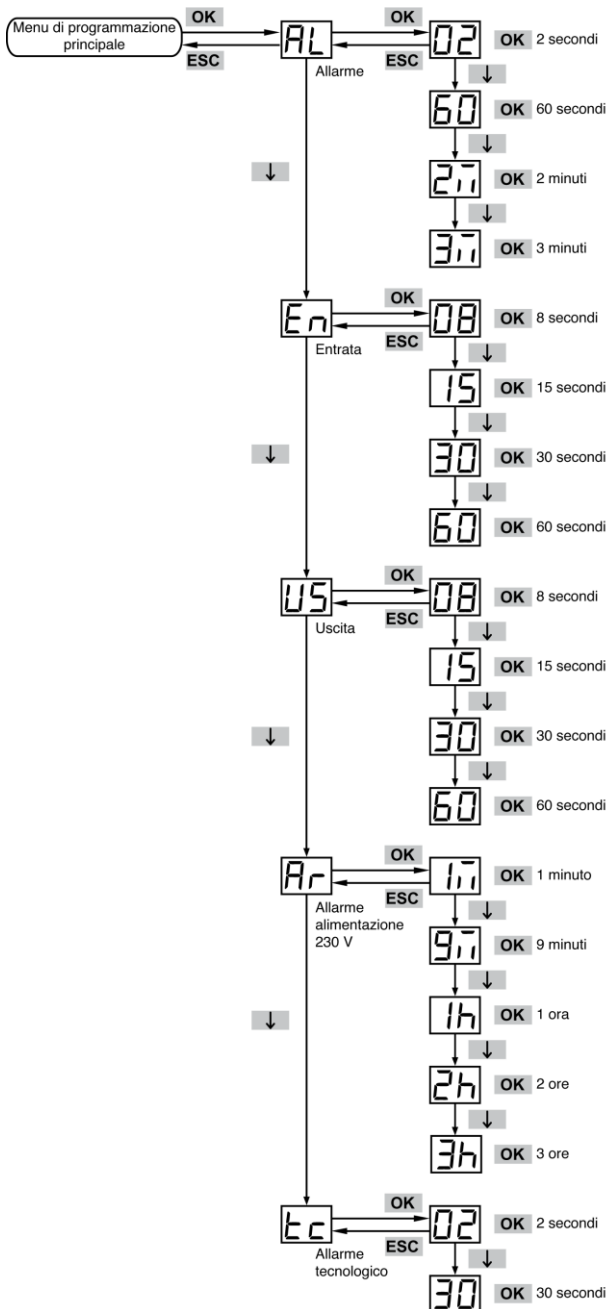 Menu di programmazione
principale
OK
ESC
AL
Allarme
OK
ESC
02
OK 2 secondi
↓
60
OK 60 secondi
↓
↓
2m
OK 2 minuti
↓
3m
OK 3 minuti
En
Entrata
OK
ESC
08
OK 8 secondi
↓
15
OK 15 secondi
↓
↓
30
OK 30 secondi
↓
60
OK 60 secondi
US
Uscita
OK
ESC
08
OK 8 secondi
↓
15
OK 15 secondi
↓
↓
30
OK 30 secondi
↓
60
OK 60 secondi
Ar
Allarme
alimentazione
230 V
OK
ESC
1m
OK 1 minuto
↓
9m
OK 9 minuti
↓
↓
1h
OK 1 ora
↓
2h
OK 2 ore
↓
3h
OK 3 ore
tc
Allarme
tecnologico
OK
ESC
02
OK 2 secondi
↓
30
OK 30 secondi